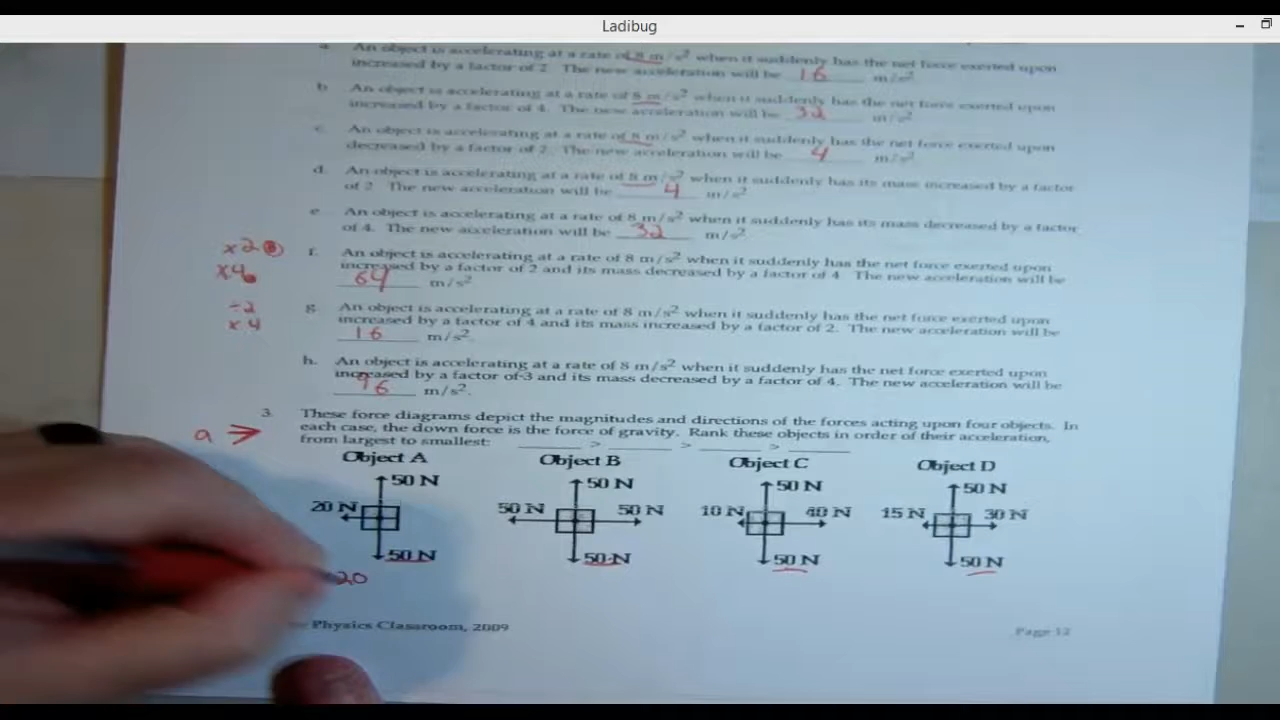 Ladibug
a. An object is accelerating at a rate of 8 m/s² when it suddenly has the net force exerted upon
increased by a factor of 2. The new acceleration will be 16 m/s²
b. An object is accelerating at a rate of 8 m/s² when it suddenly has the net force exerted upon
increased by a factor of 4. The new acceleration will be 32 m/s²
c. An object is accelerating at a rate of 8 m/s² when it suddenly has the net force exerted upon
decreased by a factor of 2. The new acceleration will be 4 m/s²
d. An object is accelerating at a rate of 8 m/s² when it suddenly has its mass increased by a factor
of 2. The new acceleration will be 4 m/s²
e. An object is accelerating at a rate of 8 m/s² when it suddenly has its mass decreased by a factor
of 4. The new acceleration will be 32 m/s².
x2 f. An object is accelerating at a rate of 8 m/s² when it suddenly has the net force exerted upon
x4 increased by a factor of 2 and its mass decreased by a factor of 4. The new acceleration will be
64 m/s²
÷2 g. An object is accelerating at a rate of 8 m/s² when it suddenly has the net force exerted upon
x4 increased by a factor of 4 and its mass increased by a factor of 2. The new acceleration will be
16 m/s².
h. An object is accelerating at a rate of 8 m/s² when it suddenly has the net force exerted upon
increased by a factor of 3 and its mass decreased by a factor of 4. The new acceleration will be
96 m/s².
3. These force diagrams depict the magnitudes and directions of the forces acting upon four objects. In
a > each case, the down force is the force of gravity. Rank these objects in order of their acceleration,
from largest to smallest: ______ > ______ > ______ > ______
Object A Object B Object C Object D
50 N 50 N 50 N 50 N
20 N 50 N 50 N 10 N 40 N 15 N 30 N
50 N 50 N 50 N 50 N
20
Physics Classroom, 2009 Page 12